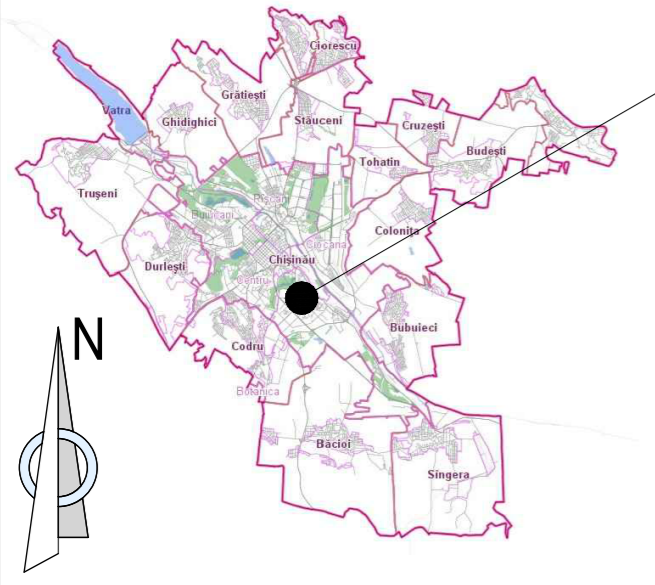 Ciorescu
Grătiești
Vatra
Ghidighici
Stăuceni
Cruzești
Budești
Tohatin
Trușeni
Rîșcani
Buiucani
Colonița
Ciocana
Durlești
Chișinău
Centru
Bubuieci
N
Codru
Botanica
Băcioi
Sîngera